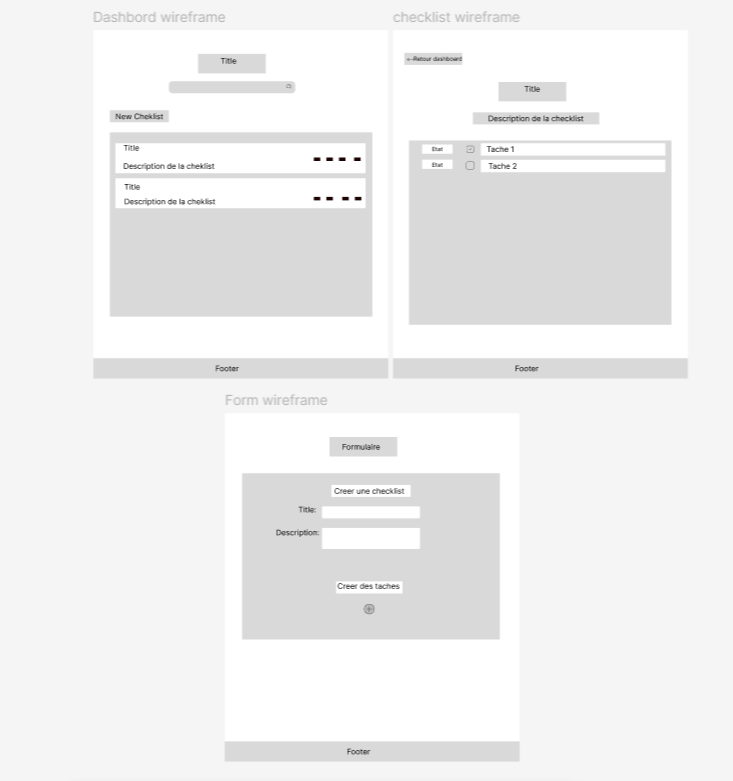 Dashbord wireframe
Title
New Cheklist
Title
Description de la cheklist
Title
Description de la cheklist
Footer
checklist wireframe
<-Retour dashboard
Title
Description de la checklist
Etat
Tache 1
Etat
Tache 2
Footer
Form wireframe
Formulaire
Creer une checklist
Title:
Description:
Creer des taches
Footer